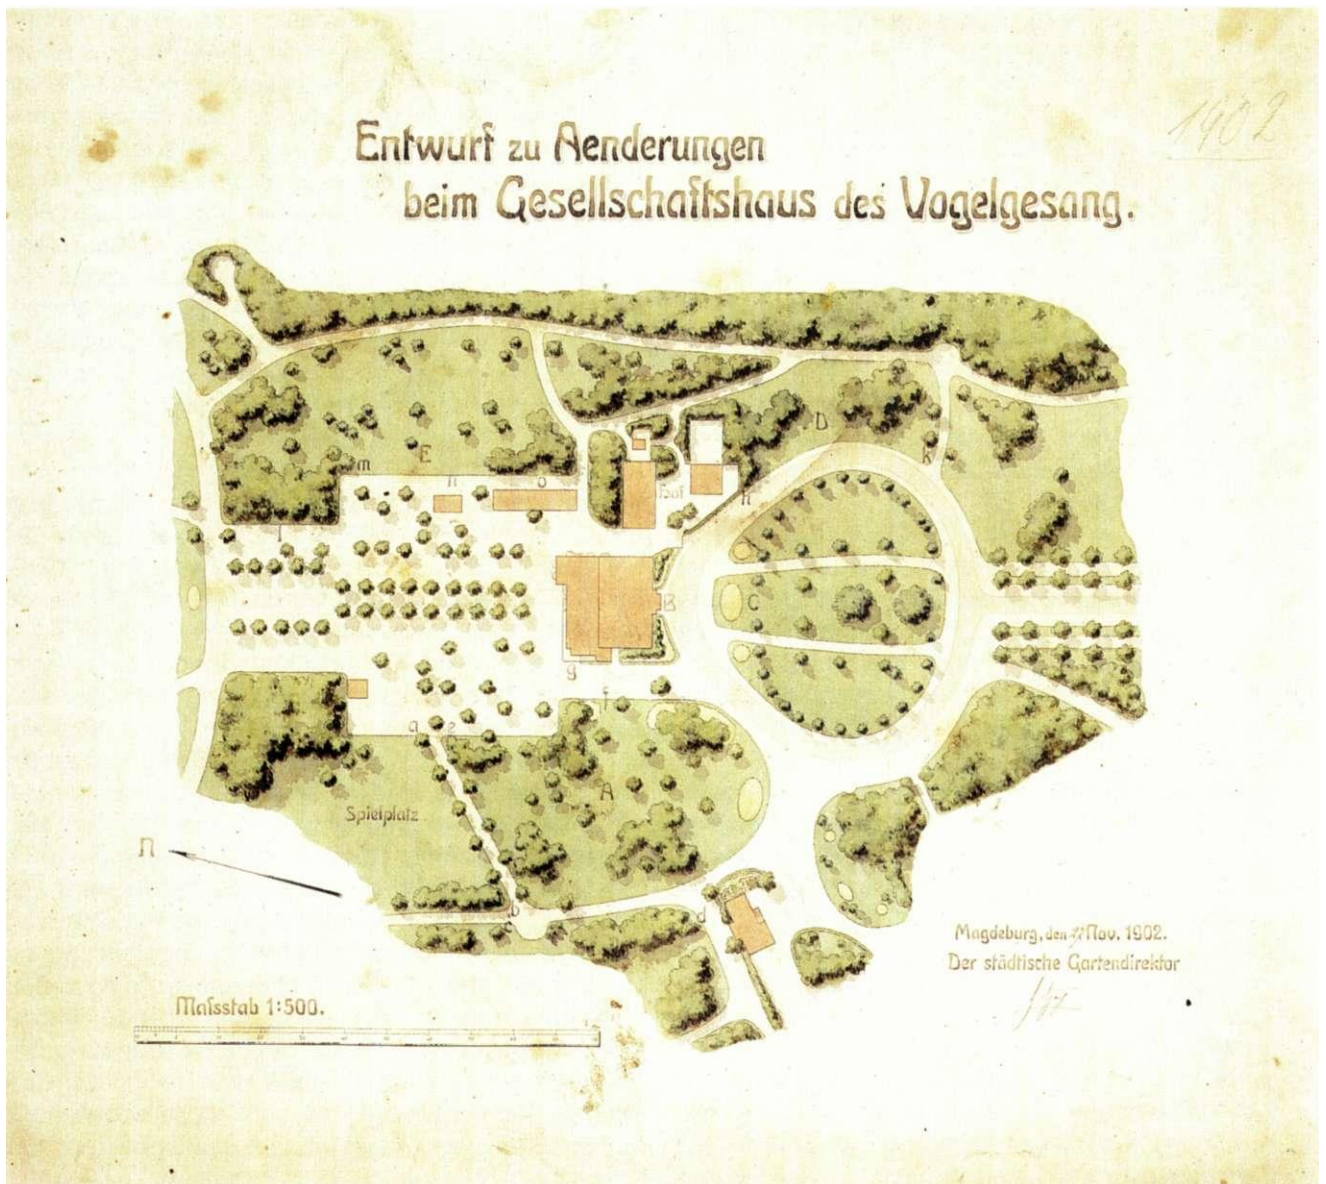 1902
Entwurf zu Aenderungen
beim Gesellschaftshaus des Vogelgesang.
D
k
m
E
n
o
Hof
h
l
B
C
g
f
a
e
A
Spielplatz
N
b
d
Magdeburg, den Nov. 1902.
Der städtische Gartendirektor
Maſsstab 1:500.